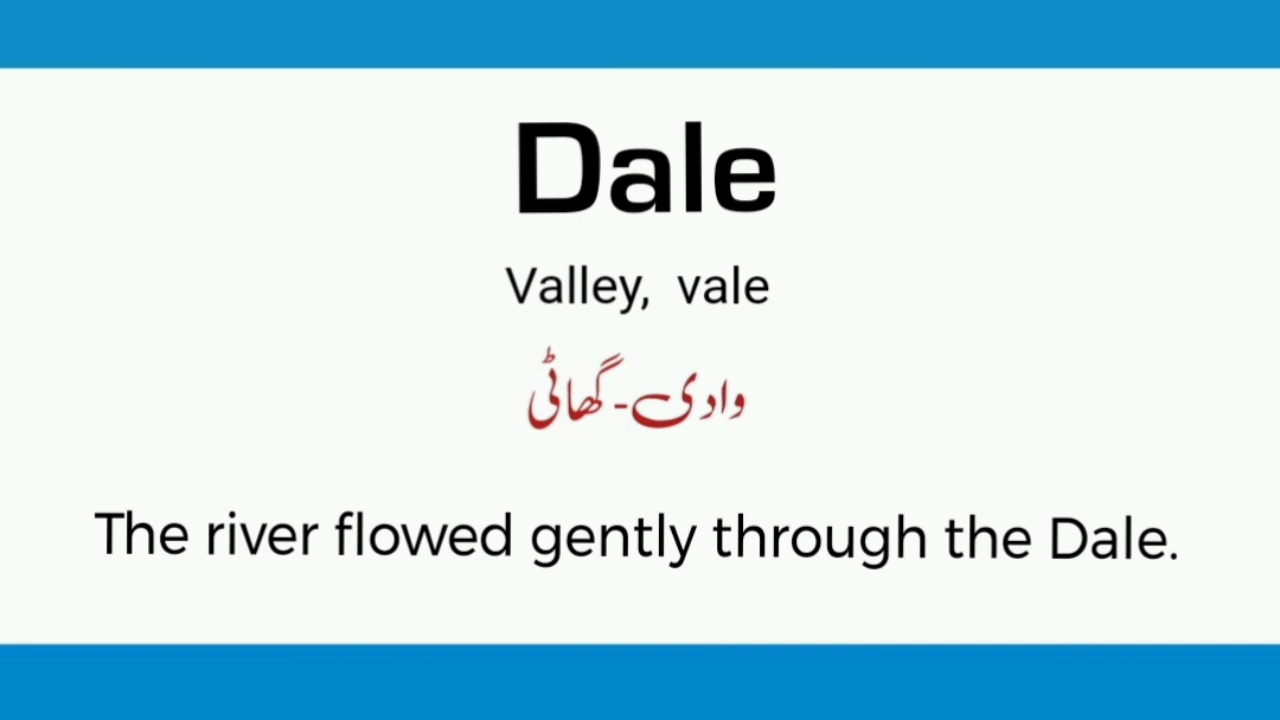 Dale
Valley, vale
وادی-گھاٹی
The river flowed gently through the Dale.